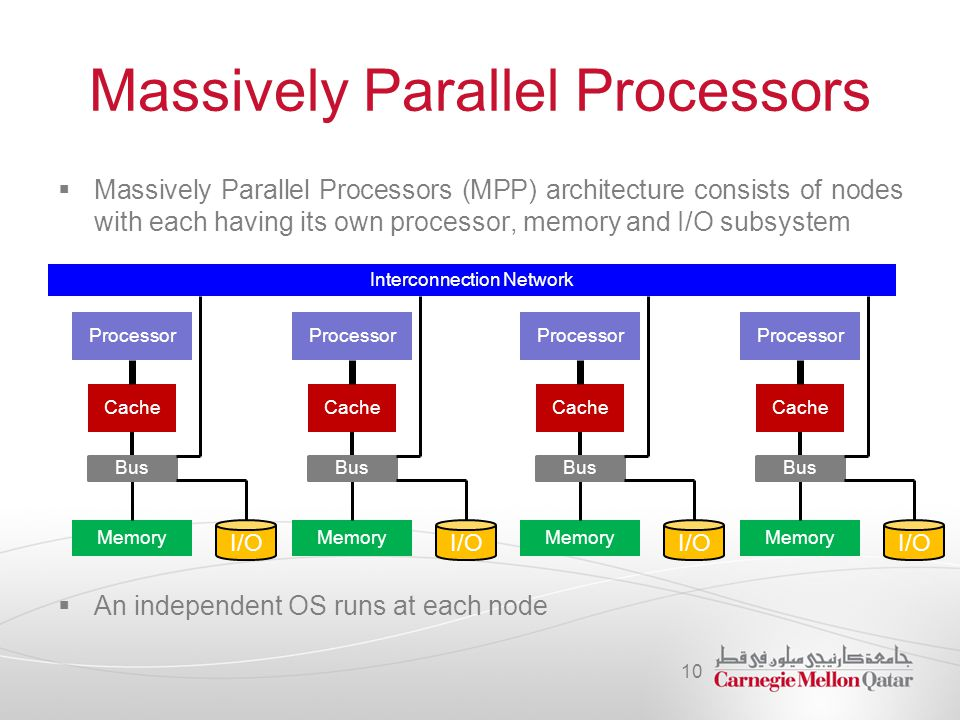 Massively Parallel Processors
▪ Massively Parallel Processors (MPP) architecture consists of nodes
with each having its own processor, memory and I/O subsystem
Interconnection Network
Processor Processor Processor Processor
Cache Cache Cache Cache
Bus Bus Bus Bus
Memory I/O Memory I/O Memory I/O Memory I/O
▪ An independent OS runs at each node
10
جامعة كارنيجي ميلون في قطر
Carnegie Mellon Qatar